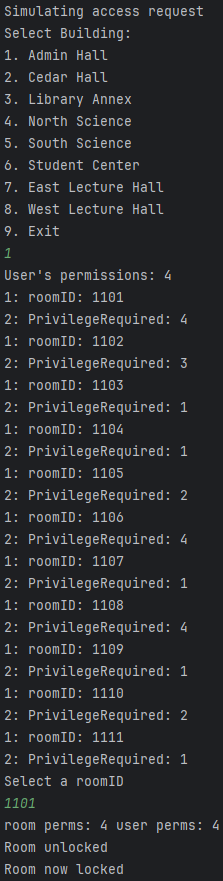 Simulating access request
Select Building:
1. Admin Hall
2. Cedar Hall
3. Library Annex
4. North Science
5. South Science
6. Student Center
7. East Lecture Hall
8. West Lecture Hall
9. Exit
1
User's permissions: 4
1: roomID: 1101
2: PrivilegeRequired: 4
1: roomID: 1102
2: PrivilegeRequired: 3
1: roomID: 1103
2: PrivilegeRequired: 1
1: roomID: 1104
2: PrivilegeRequired: 1
1: roomID: 1105
2: PrivilegeRequired: 2
1: roomID: 1106
2: PrivilegeRequired: 4
1: roomID: 1107
2: PrivilegeRequired: 1
1: roomID: 1108
2: PrivilegeRequired: 4
1: roomID: 1109
2: PrivilegeRequired: 1
1: roomID: 1110
2: PrivilegeRequired: 2
1: roomID: 1111
2: PrivilegeRequired: 1
Select a roomID
1101
room perms: 4 user perms: 4
Room unlocked
Room now locked